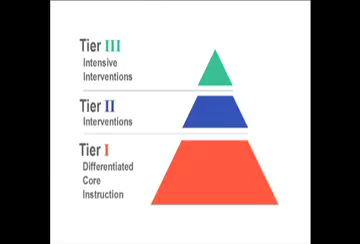 Tier III
Intensive
Interventions
Tier II
Interventions
Tier I
Differentiated
Core
Instruction